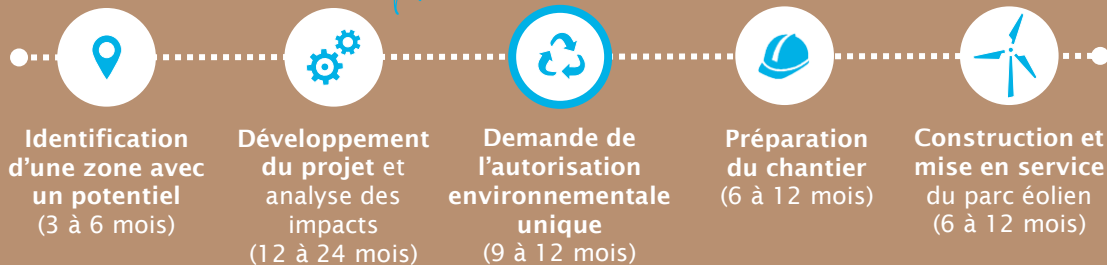 Identification
d'une zone avec
un potentiel
(3 à 6 mois)
Développement
du projet et
analyse des
impacts
(12 à 24 mois)
Demande de
l'autorisation
environnementale
unique
(9 à 12 mois)
Préparation
du chantier
(6 à 12 mois)
Construction et
mise en service
du parc éolien
(6 à 12 mois)